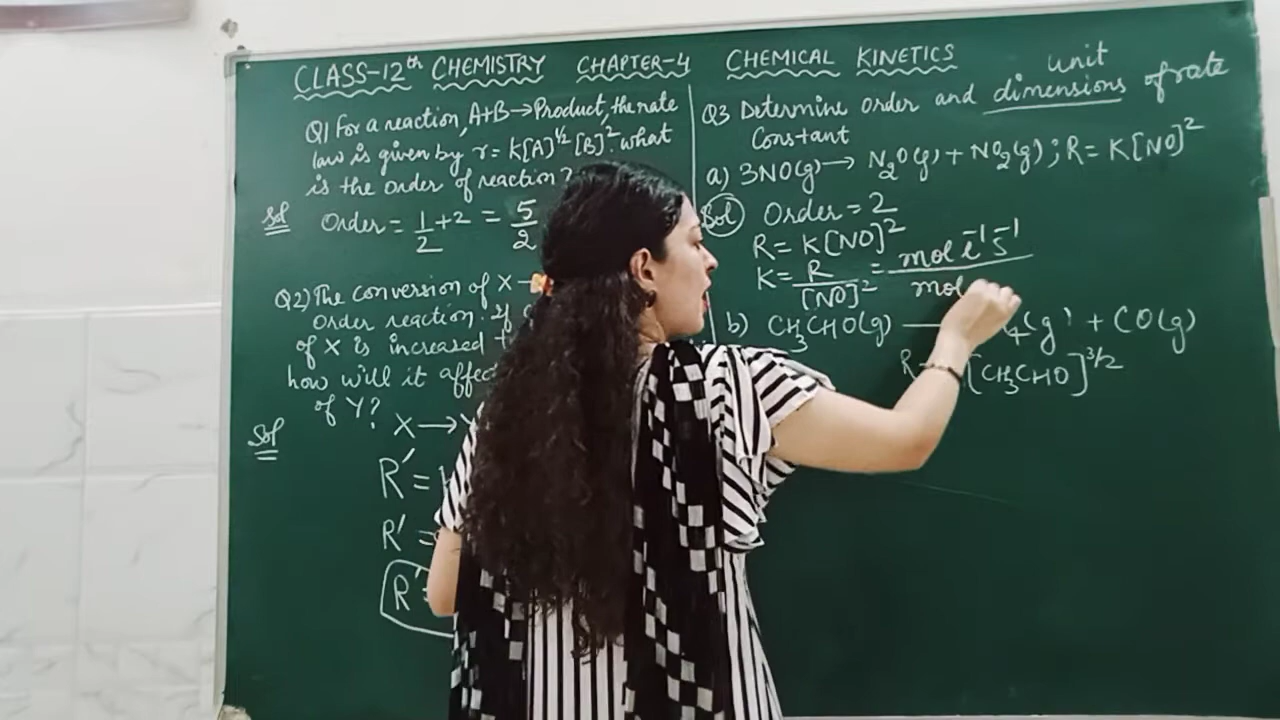 CLASS-12th CHEMISTRY CHAPTER-4 CHEMICAL KINETICS
Q1 For a reaction, A+B→Product, the rate
law is given by r = K[A]^1/2 [B]^2. what
is the order of reaction?
Sol Order = 1/2 + 2 = 5/2
Q2) The conversion of X
Order reaction. If
of X is increased
how will it
of Y?
Sol X →
R' =
R' =
R' =
unit
Q3 Determine order and dimensions of rate
Constant
a) 3NO(g) → N2O(g) + NO2(g) ; R = K[NO]^2
Sol Order = 2
R = K[NO]^2
K = R/[NO]^2 = mol l^-1 s^-1/mol
b) CH3CHO(g) 4(g) + CO(g)
R [CH3CHO]^3/2